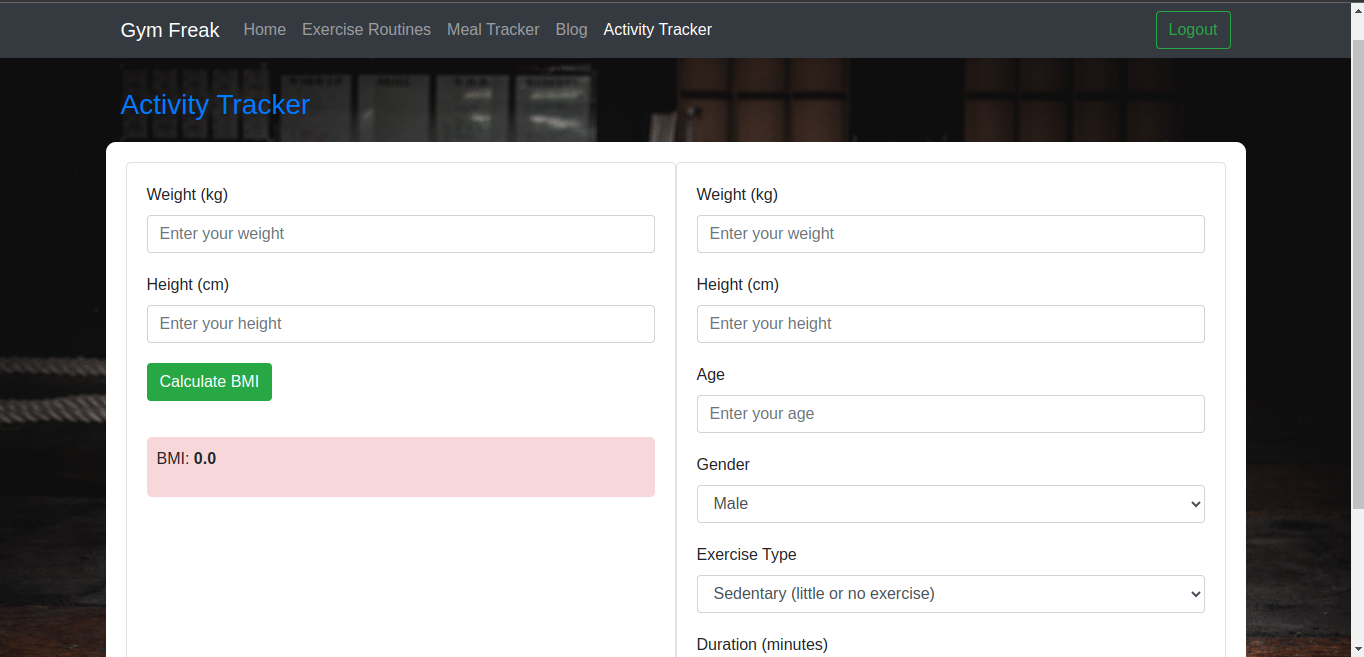 Gym Freak Home Exercise Routines Meal Tracker Blog Activity Tracker Logout
Activity Tracker
Weight (kg)
Enter your weight
Height (cm)
Enter your height
Calculate BMI
BMI: 0.0
Weight (kg)
Enter your weight
Height (cm)
Enter your height
Age
Enter your age
Gender
Male
Exercise Type
Sedentary (little or no exercise)
Duration (minutes)